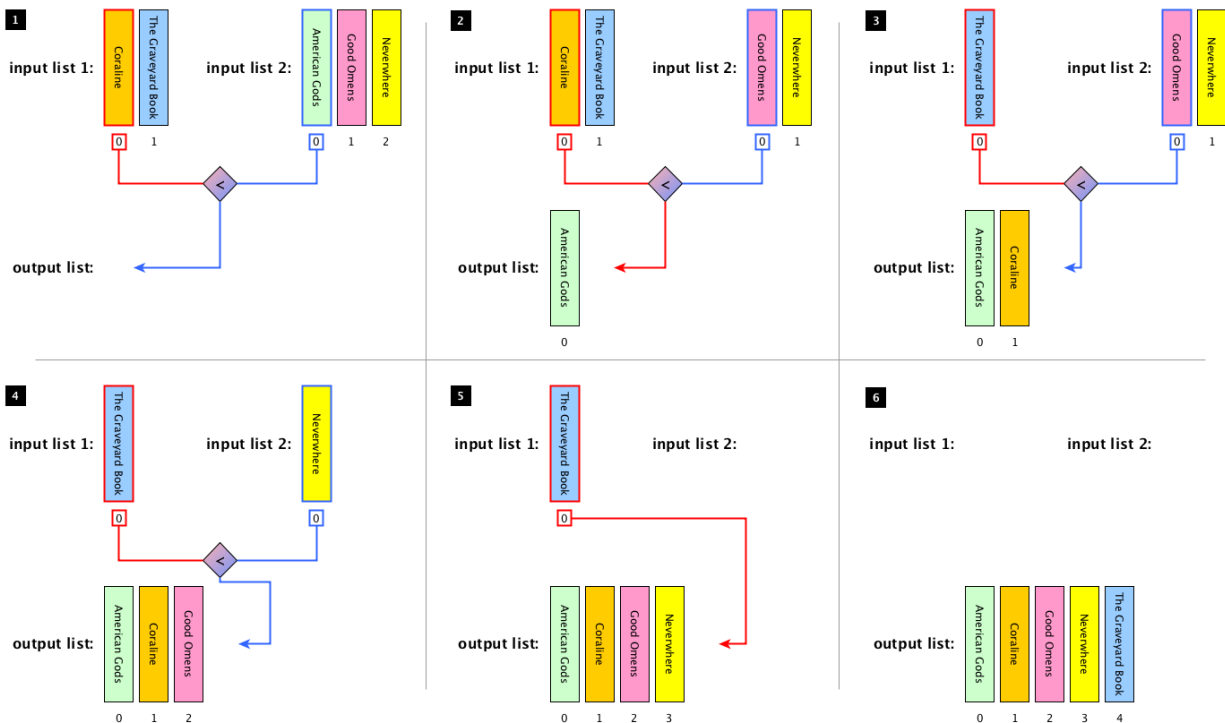 1
input list 1:
Coraline
The Graveyard Book
input list 2:
American Gods
Good Omens
Neverwhere
0
1
0
1
2
<
output list:
2
input list 1:
Coraline
The Graveyard Book
input list 2:
Good Omens
Neverwhere
0
1
0
1
<
output list:
American Gods
0
3
input list 1:
The Graveyard Book
input list 2:
Good Omens
Neverwhere
0
0
1
<
output list:
American Gods
Coraline
0
1
4
input list 1:
The Graveyard Book
input list 2:
Neverwhere
0
0
<
output list:
American Gods
Coraline
Good Omens
0
1
2
5
input list 1:
The Graveyard Book
input list 2:
0
output list:
American Gods
Coraline
Good Omens
Neverwhere
0
1
2
3
6
input list 1:
input list 2:
output list:
American Gods
Coraline
Good Omens
Neverwhere
The Graveyard Book
0
1
2
3
4